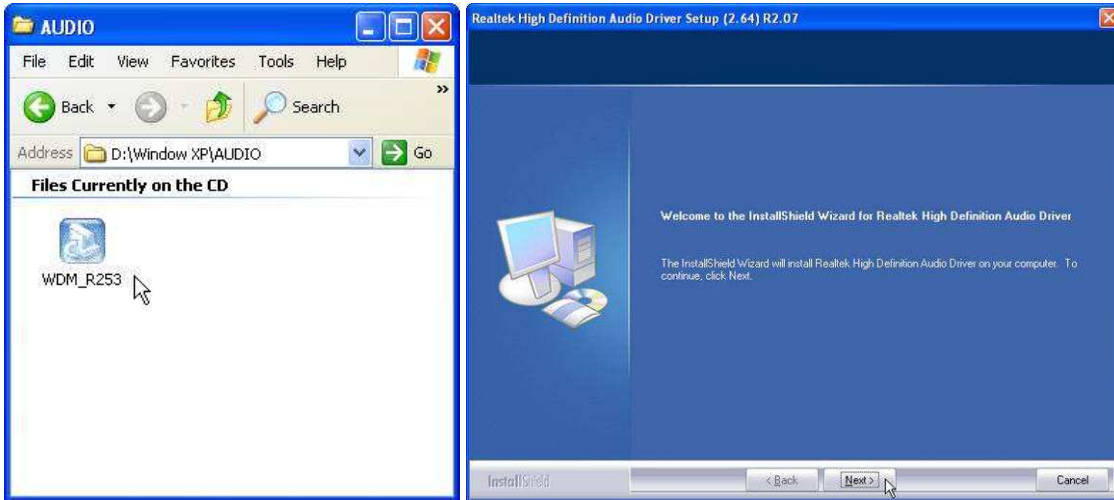 AUDIO
File Edit View Favorites Tools Help
Back Search »
Address D:\Window XP\AUDIO Go
Files Currently on the CD
WDM_R253
Realtek High Definition Audio Driver Setup (2.64) R2.07
Welcome to the InstallShield Wizard for Realtek High Definition Audio Driver
The InstallShield Wizard will install Realtek High Definition Audio Driver on your computer. To
continue, click Next.
InstallShield < Back Next > Cancel